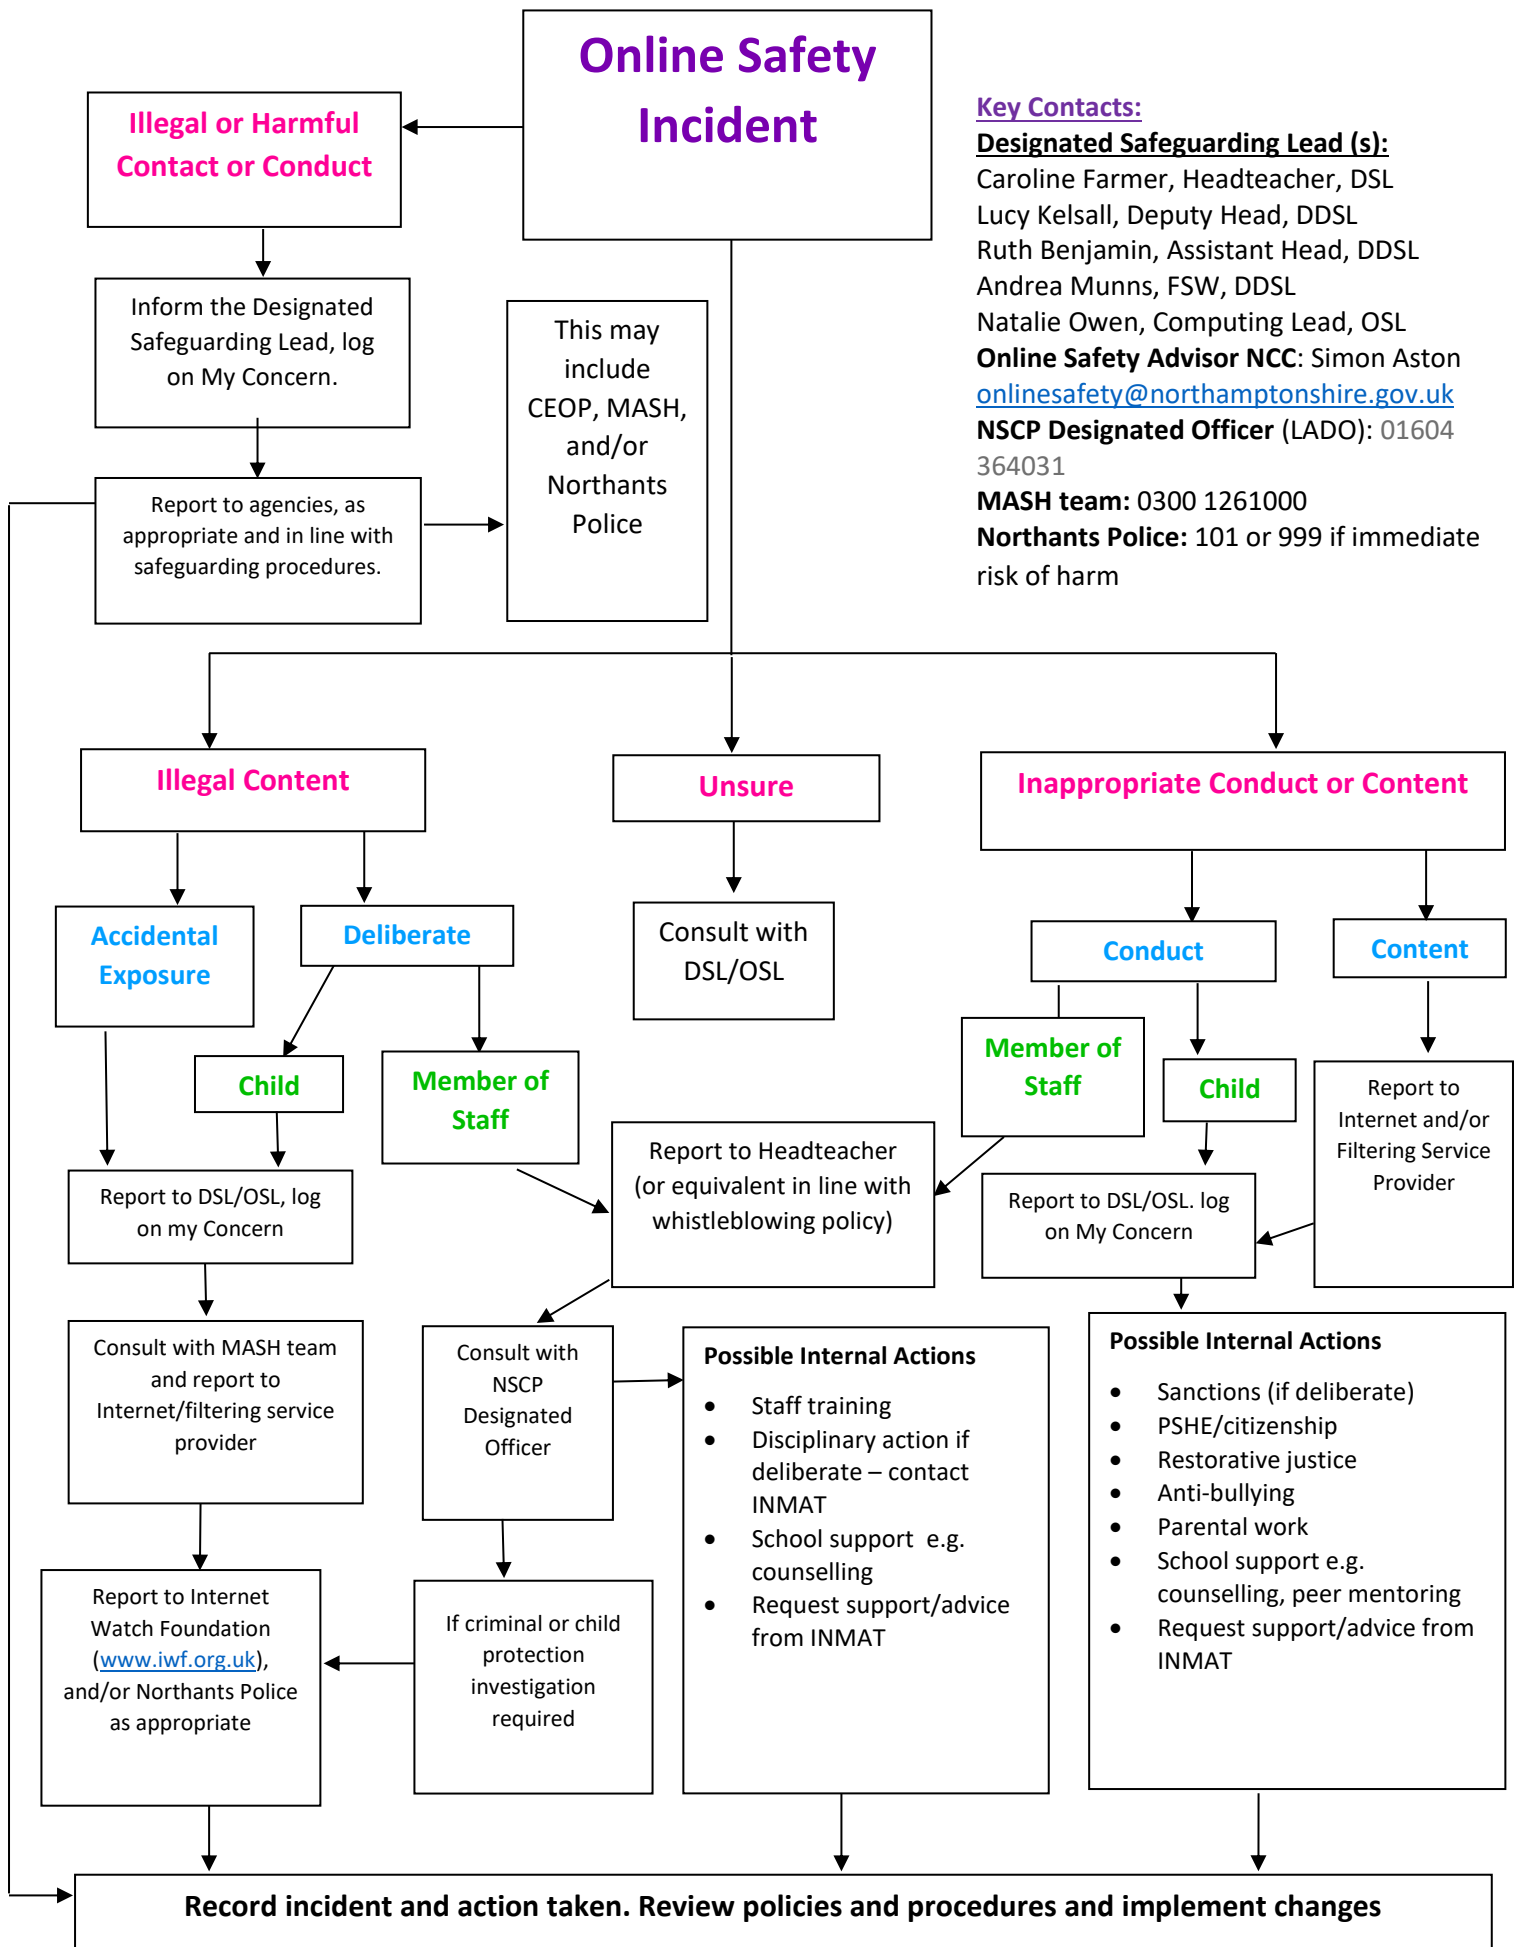 Online Safety
Incident
Illegal or Harmful
Contact or Conduct
Key Contacts:
Designated Safeguarding Lead (s):
Caroline Farmer, Headteacher, DSL
Lucy Kelsall, Deputy Head, DDSL
Ruth Benjamin, Assistant Head, DDSL
Andrea Munns, FSW, DDSL
Natalie Owen, Computing Lead, OSL
Online Safety Advisor NCC: Simon Aston
onlinesafety@northamptonshire.gov.uk
NSCP Designated Officer (LADO): 01604
364031
MASH team: 0300 1261000
Northants Police: 101 or 999 if immediate
risk of harm
Inform the Designated
Safeguarding Lead, log
on My Concern.
This may
include
CEOP, MASH,
and/or
Northants
Police
Report to agencies, as
appropriate and in line with
safeguarding procedures.
Illegal Content
Unsure
Inappropriate Conduct or Content
Accidental
Exposure
Deliberate
Consult with
DSL/OSL
Conduct
Content
Child
Member of
Staff
Member of
Staff
Child
Report to
Internet and/or
Filtering Service
Provider
Report to DSL/OSL, log
on my Concern
Report to Headteacher
(or equivalent in line with
whistleblowing policy)
Report to DSL/OSL. log
on My Concern
Consult with MASH team
and report to
Internet/filtering service
provider
Consult with
NSCP
Designated
Officer
Possible Internal Actions
• Staff training
• Disciplinary action if
deliberate – contact
INMAT
• School support e.g.
counselling
• Request support/advice
from INMAT
Possible Internal Actions
• Sanctions (if deliberate)
• PSHE/citizenship
• Restorative justice
• Anti-bullying
• Parental work
• School support e.g.
counselling, peer mentoring
• Request support/advice from
INMAT
Report to Internet
Watch Foundation
(www.iwf.org.uk),
and/or Northants Police
as appropriate
If criminal or child
protection
investigation
required
Record incident and action taken. Review policies and procedures and implement changes